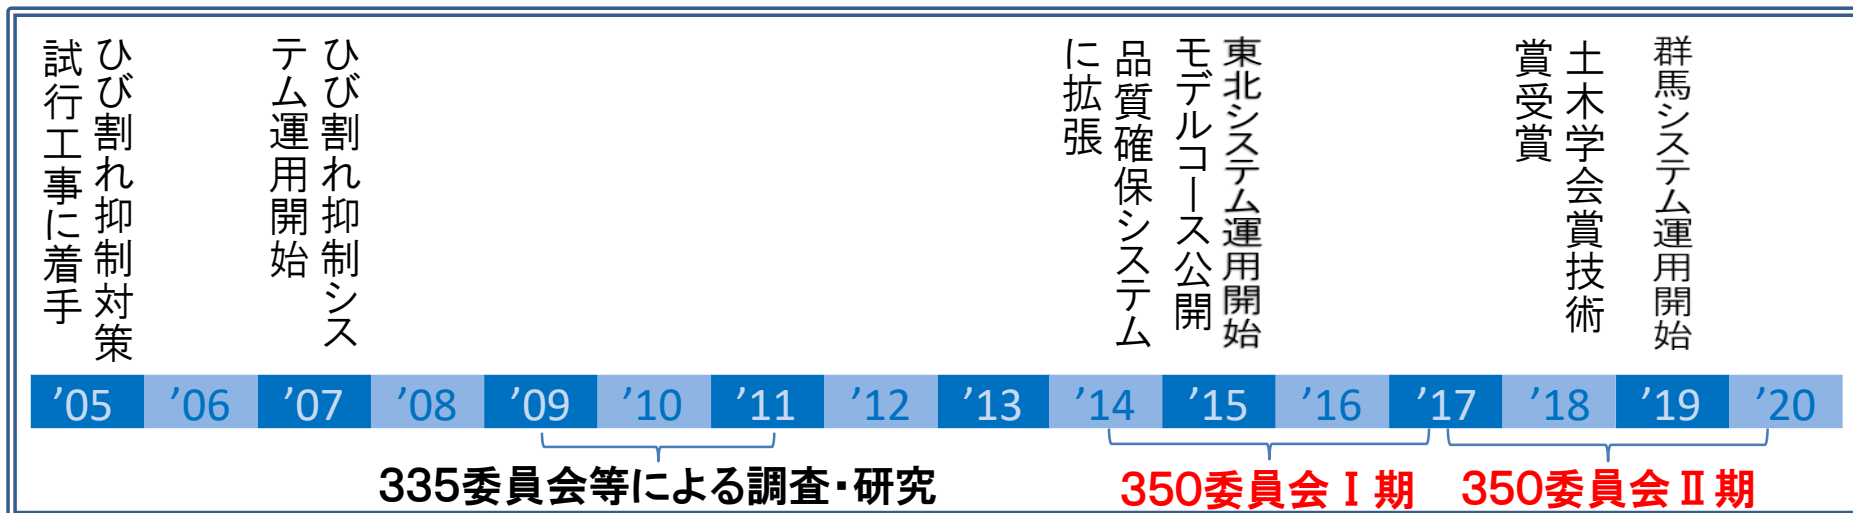 ひび割れ抑制対策
試行工事に着手
ひび割れ抑制シス
テム運用開始
品質確保システム
に拡張
東北システム運用開始
モデルコース公開
土木学会賞技術
賞受賞
群馬システム運用開始
’05 ’06 ’07 ’08 ’09 ’10 ’11 ’12 ’13 ’14 ’15 ’16 ’17 ’18 ’19 ’20
335委員会等による調査・研究
350委員会Ⅰ期
350委員会Ⅱ期